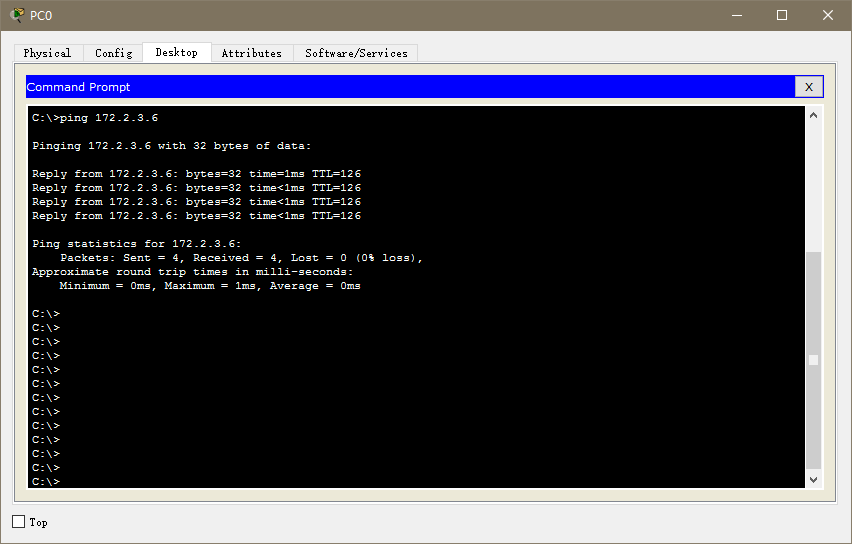 PC0
Physical Config Desktop Attributes Software/Services
Command Prompt X
C:\>ping 172.2.3.6
Pinging 172.2.3.6 with 32 bytes of data:
Reply from 172.2.3.6: bytes=32 time=1ms TTL=126
Reply from 172.2.3.6: bytes=32 time<1ms TTL=126
Reply from 172.2.3.6: bytes=32 time<1ms TTL=126
Reply from 172.2.3.6: bytes=32 time<1ms TTL=126
Ping statistics for 172.2.3.6:
Packets: Sent = 4, Received = 4, Lost = 0 (0% loss),
Approximate round trip times in milli-seconds:
Minimum = 0ms, Maximum = 1ms, Average = 0ms
C:\>
C:\>
C:\>
C:\>
C:\>
C:\>
C:\>
C:\>
C:\>
C:\>
C:\>
C:\>
C:\>
Top